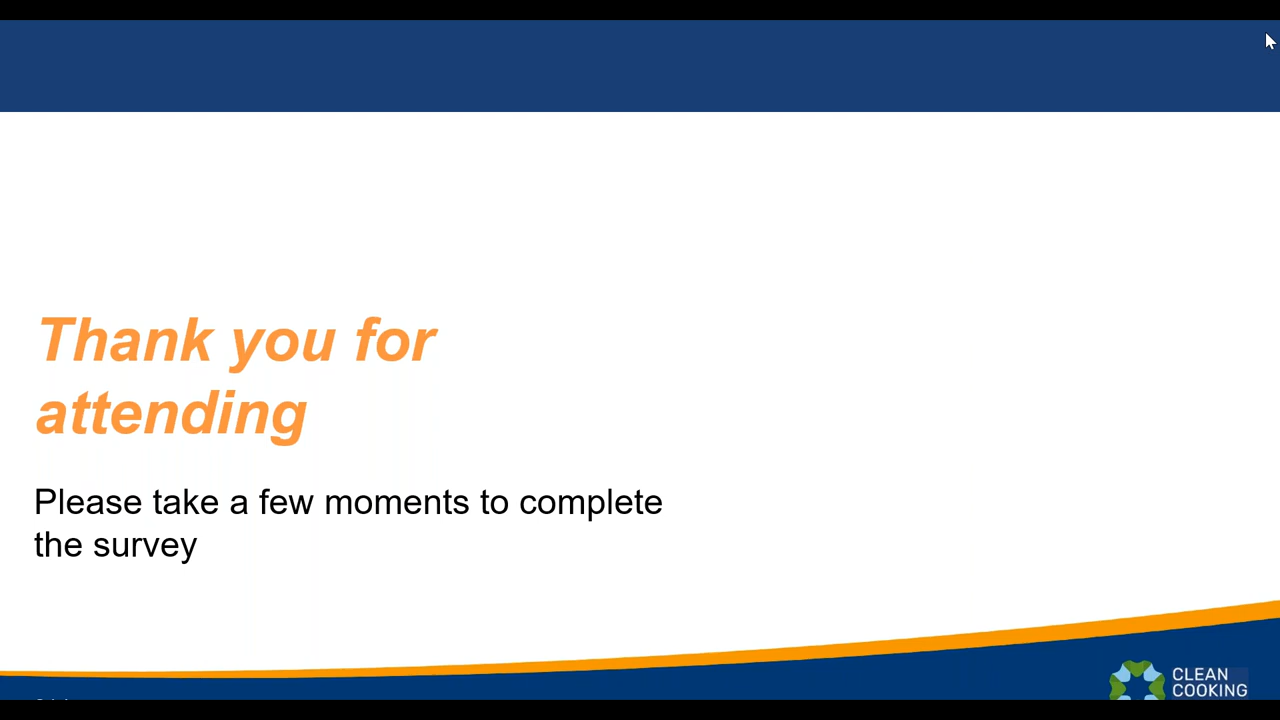 Thank you for
attending
Please take a few moments to complete
the survey
CLEAN
COOKING